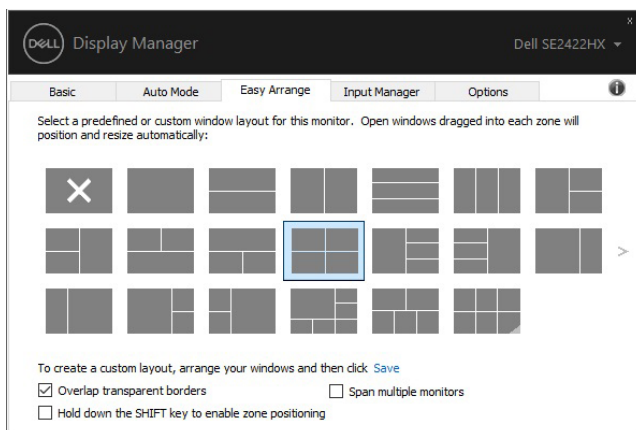 x
DELL Display Manager Dell SE2422HX
Basic Auto Mode Easy Arrange Input Manager Options i
Select a predefined or custom window layout for this monitor. Open windows dragged into each zone will
position and resize automatically:
>
To create a custom layout, arrange your windows and then click Save
Overlap transparent borders Span multiple monitors
Hold down the SHIFT key to enable zone positioning